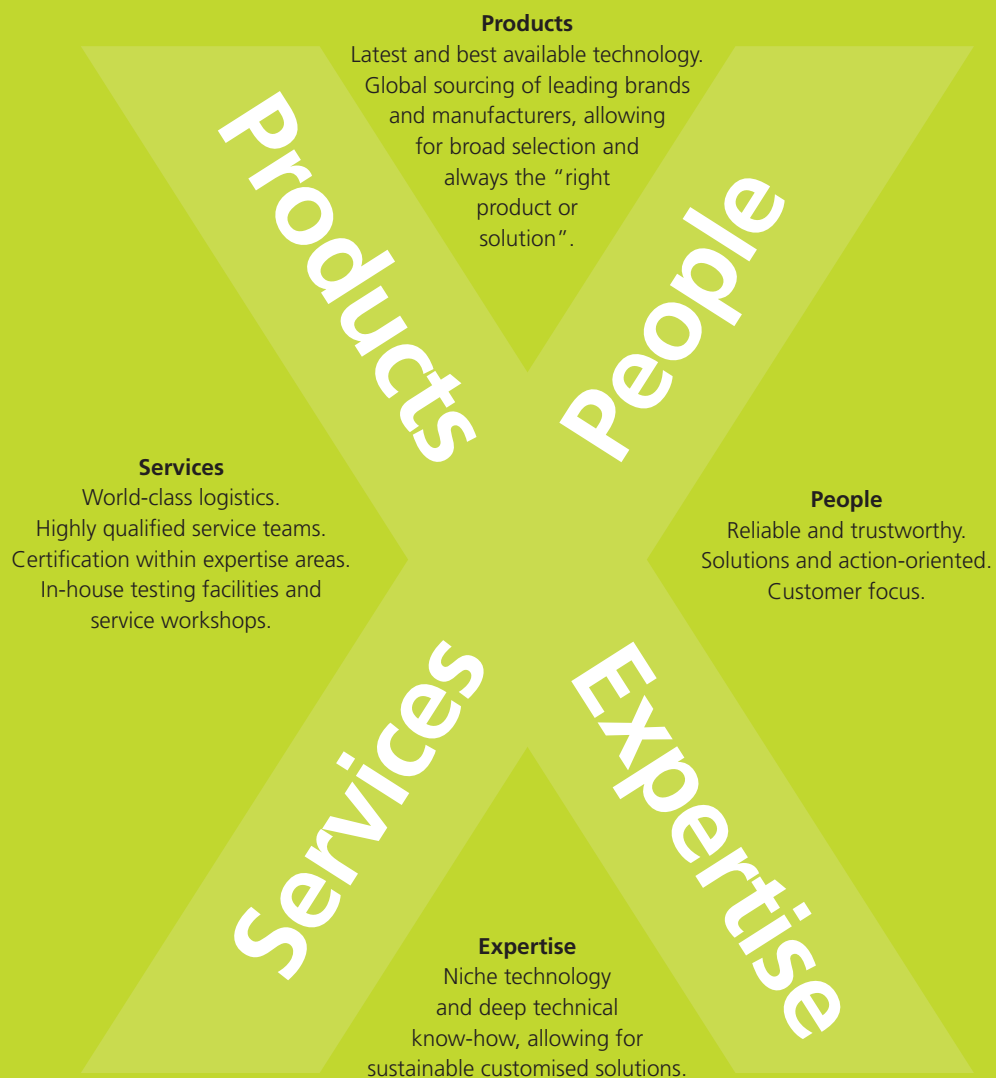 Products
Latest and best available technology.
Global sourcing of leading brands
and manufacturers, allowing
for broad selection and
always the “right
product or
solution”.
Products
People
Services
World-class logistics.
Highly qualified service teams.
Certification within expertise areas.
In-house testing facilities and
service workshops.
People
Reliable and trustworthy.
Solutions and action-oriented.
Customer focus.
Services
Expertise
Expertise
Niche technology
and deep technical
know-how, allowing for
sustainable customised solutions.